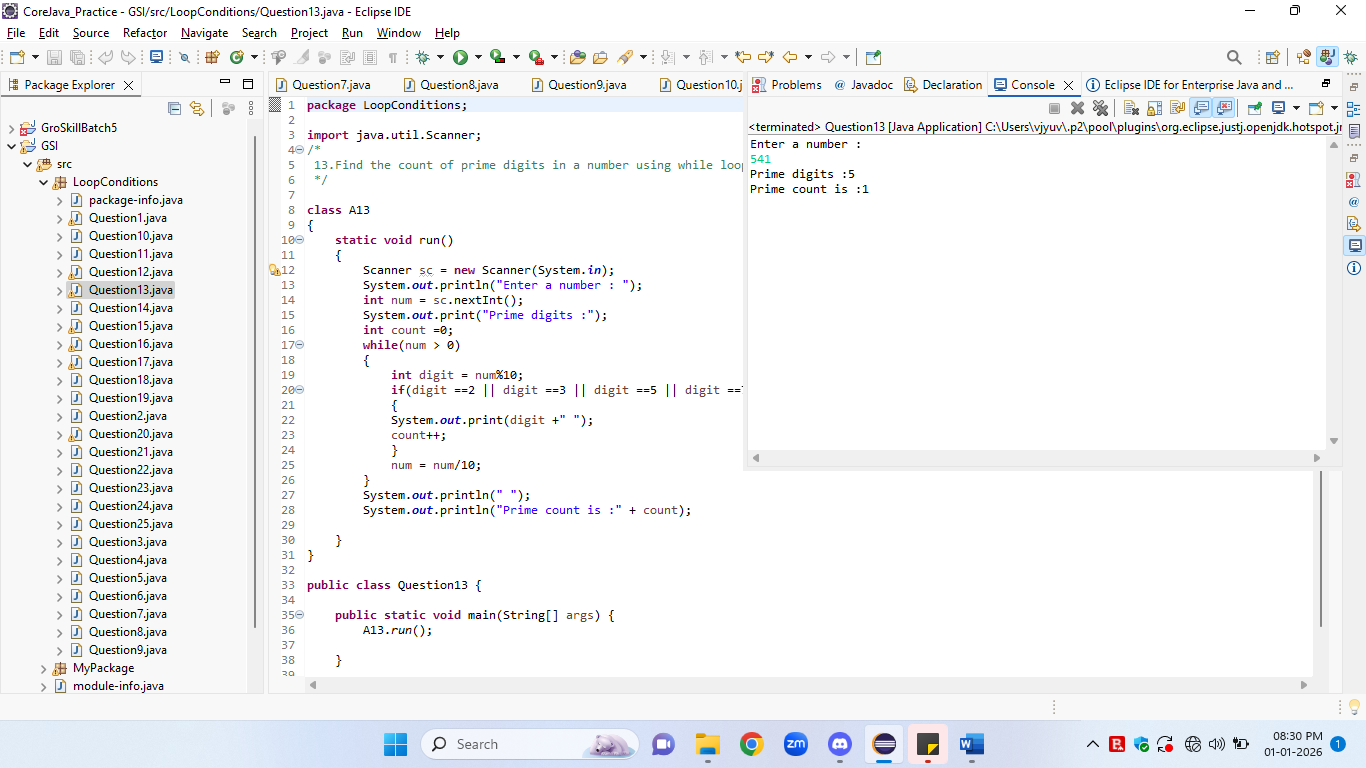 CoreJava_Practice - GSI/src/LoopConditions/Question13.java - Eclipse IDE
File Edit Source Refactor Navigate Search Project Run Window Help
Package Explorer
GroSkillBatch5
GSI
src
LoopConditions
package-info.java
Question1.java
Question10.java
Question11.java
Question12.java
Question13.java
Question14.java
Question15.java
Question16.java
Question17.java
Question18.java
Question19.java
Question2.java
Question20.java
Question21.java
Question22.java
Question23.java
Question24.java
Question25.java
Question3.java
Question4.java
Question5.java
Question6.java
Question7.java
Question8.java
Question9.java
MyPackage
module-info.java
Question7.java Question8.java Question9.java Question10.j
1 package LoopConditions;
2
3 import java.util.Scanner;
4 /*
5 13.Find the count of prime digits in a number using while loop
6 */
7
8 class A13
9 {
10 static void run()
11 {
12 Scanner sc = new Scanner(System.in);
13 System.out.println("Enter a number : ");
14 int num = sc.nextInt();
15 System.out.print("Prime digits :");
16 int count =0;
17 while(num > 0)
18 {
19 int digit = num%10;
20 if(digit ==2 || digit ==3 || digit ==5 || digit ==
21 {
22 System.out.print(digit +" ");
23 count++;
24 }
25 num = num/10;
26 }
27 System.out.println(" ");
28 System.out.println("Prime count is :" + count);
29
30 }
31 }
32
33 public class Question13 {
34
35 public static void main(String[] args) {
36 A13.run();
37
38 }
39
Problems @ Javadoc Declaration Console Eclipse IDE for Enterprise Java and ...
<terminated> Question13 [Java Application] C:\Users\vjyuv\.p2\pool\plugins\org.eclipse.justj.openjdk.hotspot.jr
Enter a number :
541
Prime digits :5
Prime count is :1
Search
zm
08:30 PM
01-01-2026
1